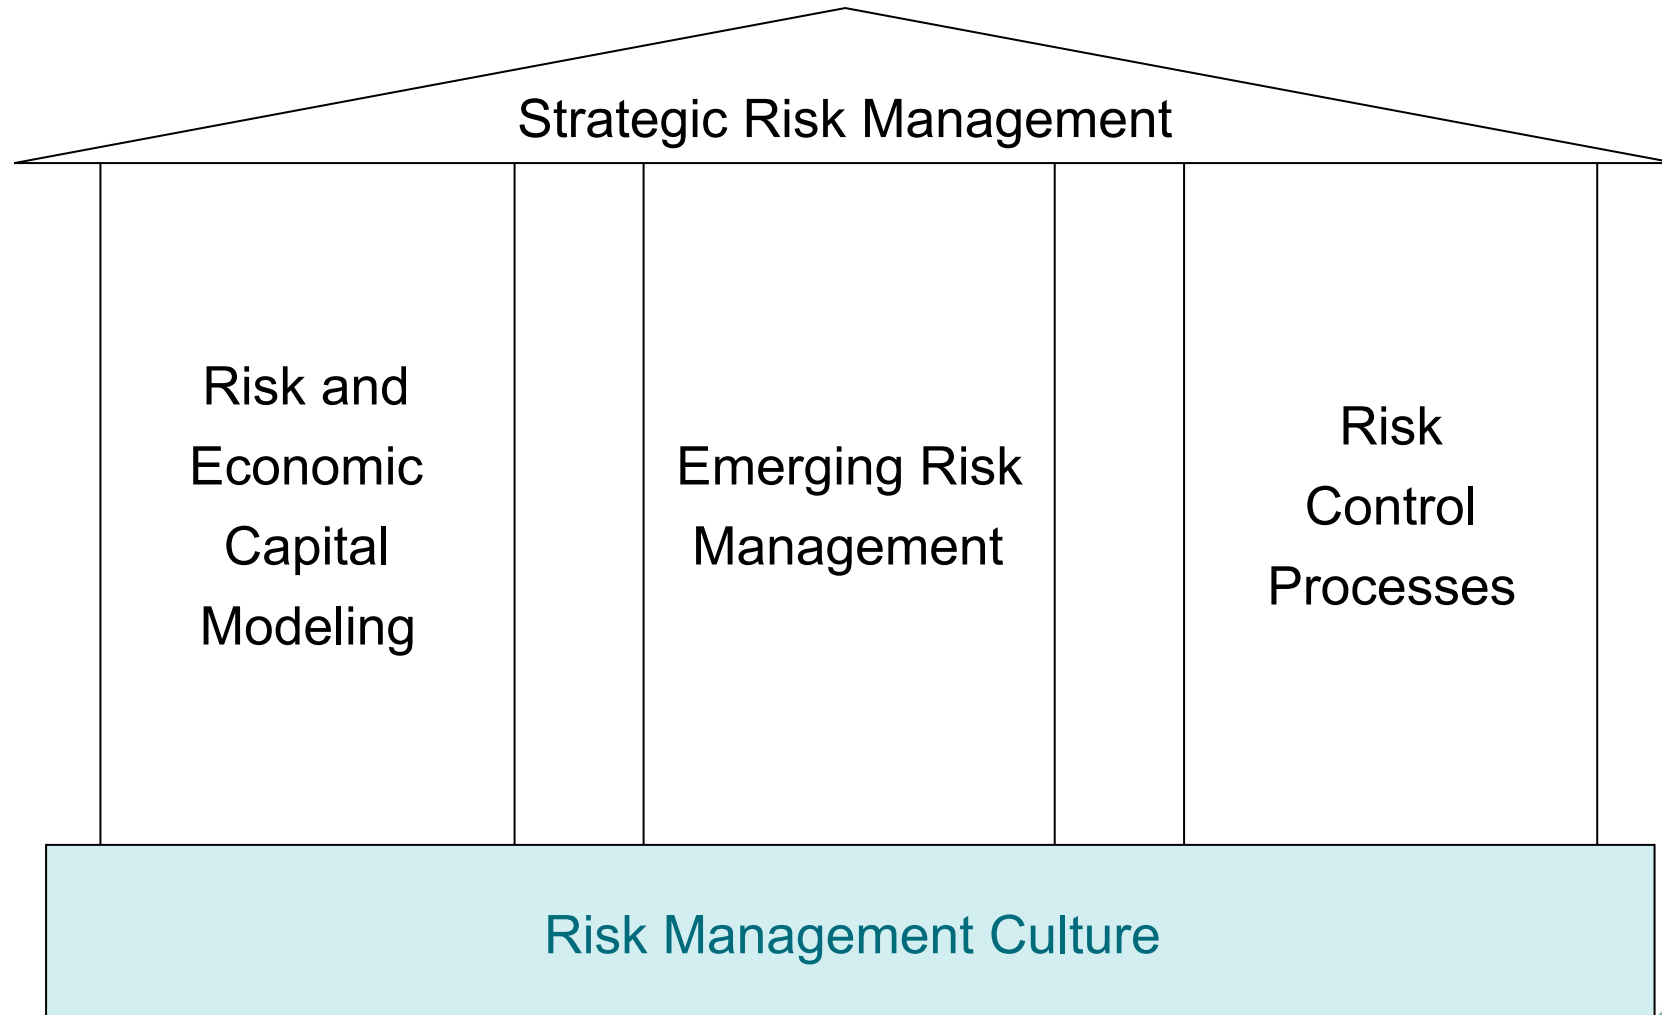 Strategic Risk Management
Risk and
Economic
Capital
Modeling
Emerging Risk
Management
Risk
Control
Processes
Risk Management Culture